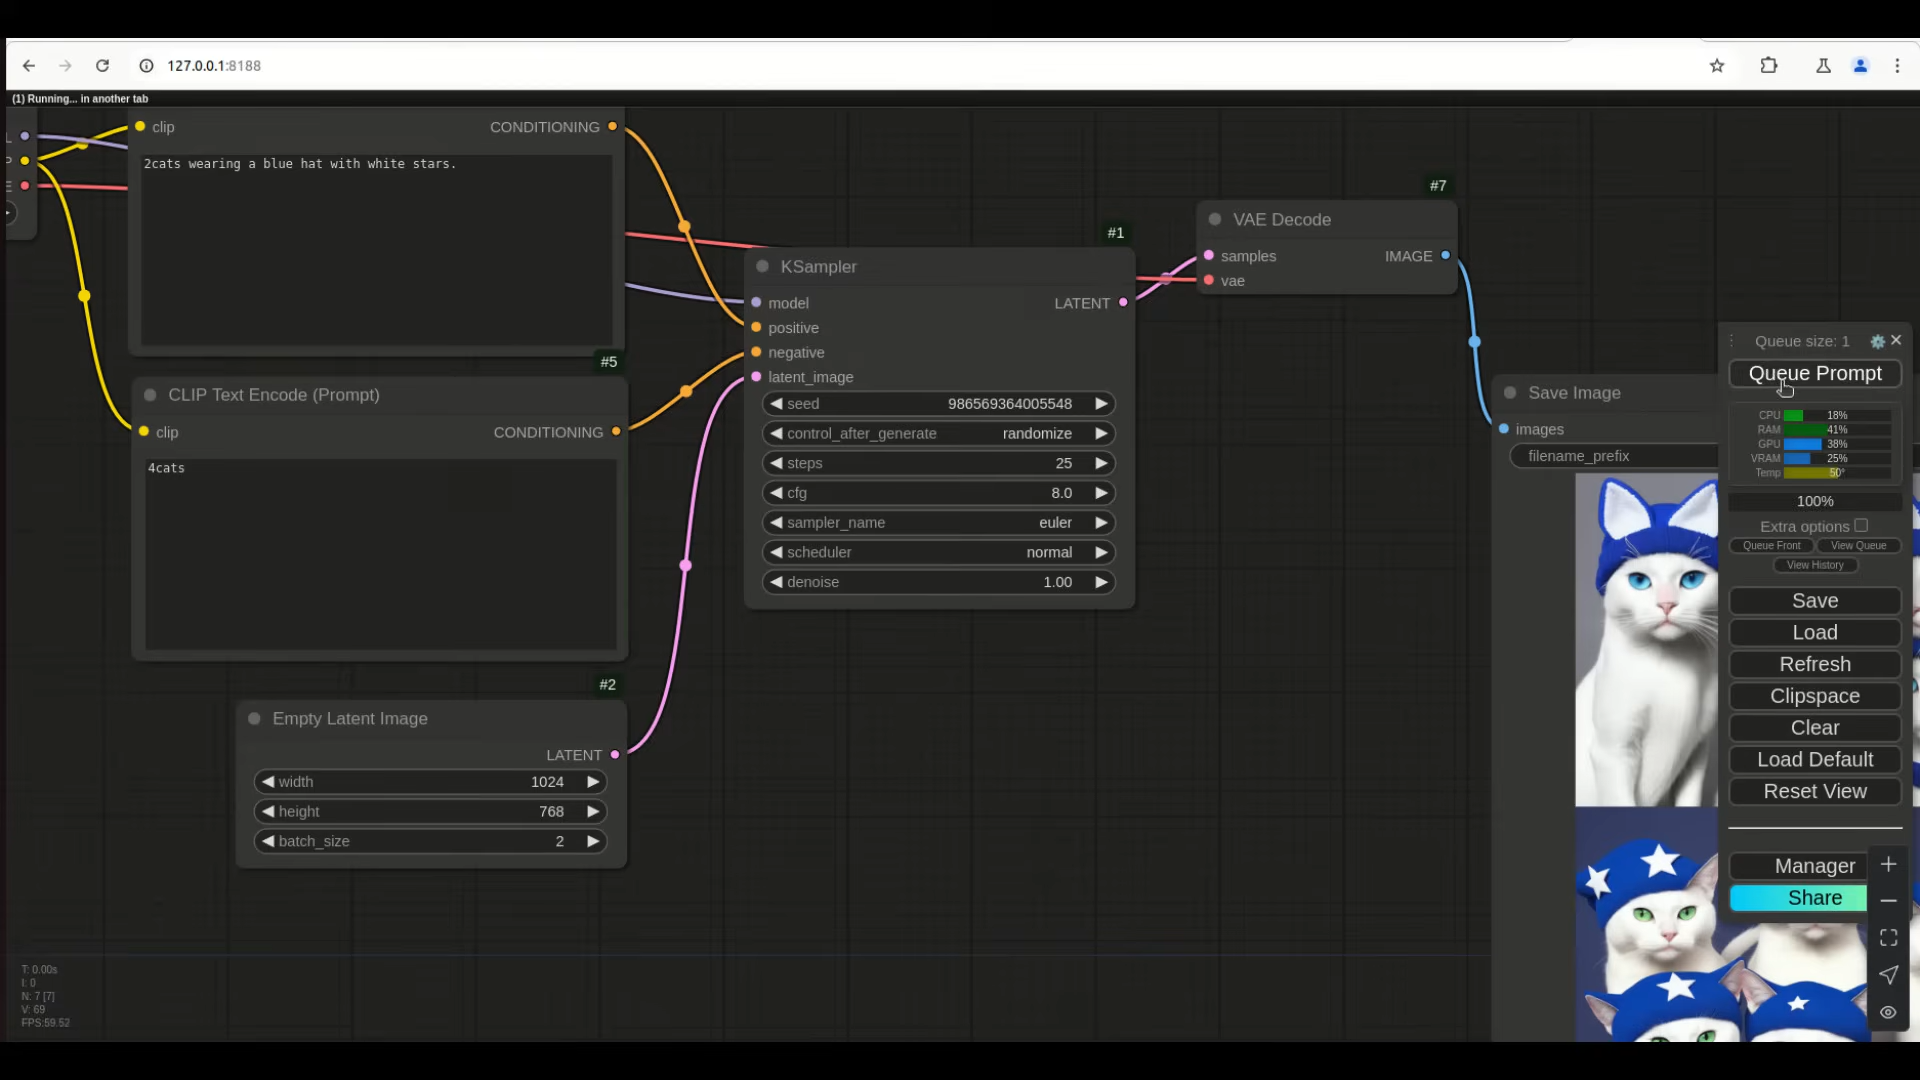 127.0.0.1:8188
(1) Running... in another tab
clip
CONDITIONING
2cats wearing a blue hat with white stars.
#5
CLIP Text Encode (Prompt)
clip
CONDITIONING
4cats
#2
Empty Latent Image
LATENT
width 1024
height 768
batch_size 2
#1
KSampler
model
LATENT
positive
negative
latent_image
seed 986569364005548
control_after_generate randomize
steps 25
cfg 8.0
sampler_name euler
scheduler normal
denoise 1.00
#7
VAE Decode
samples
IMAGE
vae
Save Image
images
filename_prefix
Queue size: 1
Queue Prompt
CPU 18%
RAM 41%
GPU 38%
VRAM 25%
Temp 50°
100%
Extra options
Queue Front View Queue
View History
Save
Load
Refresh
Clipspace
Clear
Load Default
Reset View
Manager
Share
T: 0.00s
I: 0
N: 7 [7]
V: 69
FPS:59.52